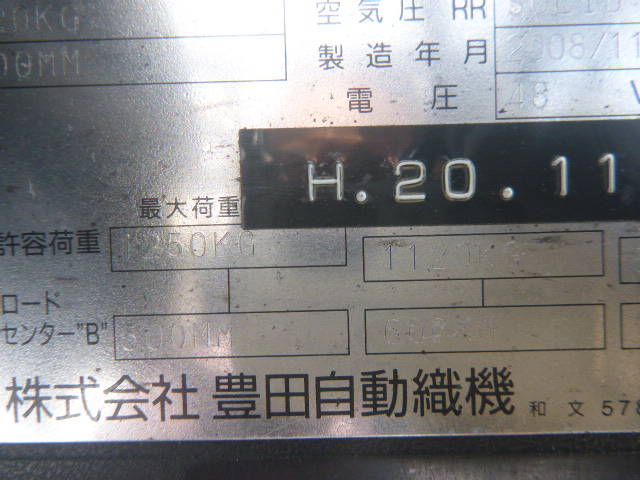 20KG
空気圧 RR SOLID
00MM
製造年月 2008/11
電圧 48 V
H.20.11
最大荷重
許容荷重 1250KG 1120KG
ロード
センター"B" 500MM 600MM
株式会社 豊田自動織機 和文 578